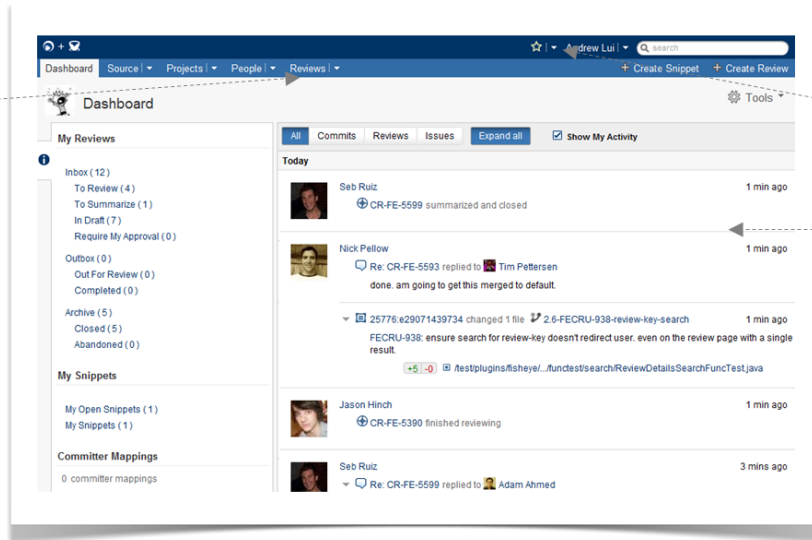 +
Andrew Lui
search
Dashboard Source Projects People Reviews + Create Snippet + Create Review
Dashboard
Tools
My Reviews
Inbox (12)
To Review (4)
To Summarize (1)
In Draft (7)
Require My Approval (0)
Outbox (0)
Out For Review (0)
Completed (0)
Archive (5)
Closed (5)
Abandoned (0)
My Snippets
My Open Snippets (1)
My Snippets (1)
Committer Mappings
0 committer mappings
All Commits Reviews Issues Expand all Show My Activity
Today
Seb Ruiz 1 min ago
CR-FE-5599 summarized and closed
Nick Pellow 1 min ago
Re: CR-FE-5593 replied to Tim Pettersen
done. am going to get this merged to default.
25776:e29071439734 changed 1 file 2.6-FECRU-938-review-key-search 1 min ago
FECRU-938: ensure search for review-key doesn't redirect user. even on the review page with a single
result.
+5 -0 /test/plugins/fisheye/.../functest/search/ReviewDetailsSearchFuncTest.java
Jason Hinch 1 min ago
CR-FE-5390 finished reviewing
Seb Ruiz 3 mins ago
Re: CR-FE-5599 replied to Adam Ahmed